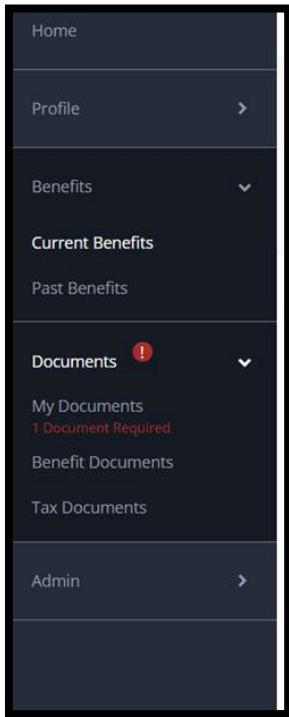 Home
Profile
Benefits
Current Benefits
Past Benefits
Documents !
My Documents
1 Document Required
Benefit Documents
Tax Documents
Admin